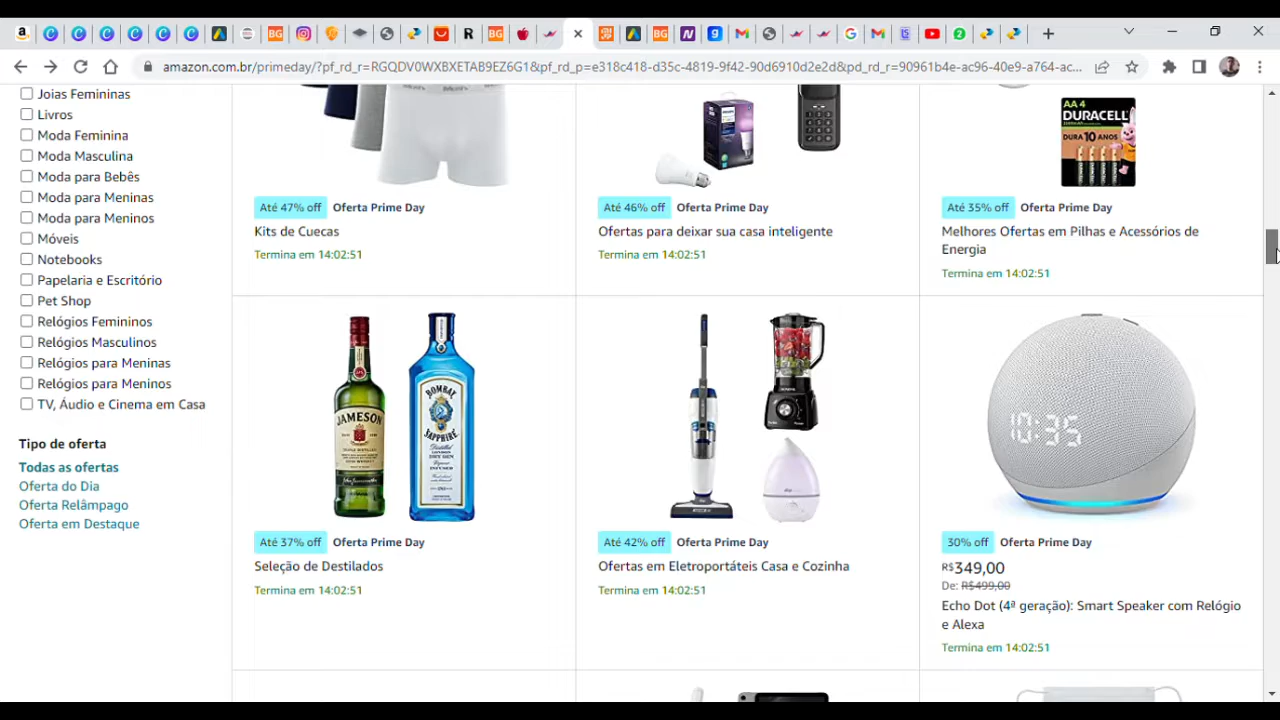 amazon.com.br/primeday/?pf_rd_r=RGQDV0WXBXETAB9EZ6G1&pf_rd_p=e318c418-d35c-4819-9f42-90d6910d2e2d&pd_rd_r=90961b4e-ac96-40e9-a764-ac...
Joias Femininas
Livros
Moda Feminina
Moda Masculina
Moda para Bebês
Moda para Meninas
Moda para Meninos
Móveis
Notebooks
Papelaria e Escritório
Pet Shop
Relógios Femininos
Relógios Masculinos
Relógios para Meninas
Relógios para Meninos
TV, Áudio e Cinema em Casa
Tipo de oferta
Todas as ofertas
Oferta do Dia
Oferta Relâmpago
Oferta em Destaque
Até 47% off Oferta Prime Day
Kits de Cuecas
Termina em 14:02:51
AA 4
DURACELL
DURA 10 ANOS
Até 46% off Oferta Prime Day
Ofertas para deixar sua casa inteligente
Termina em 14:02:51
Até 35% off Oferta Prime Day
Melhores Ofertas em Pilhas e Acessórios de
Energia
Termina em 14:02:51
JAMESON
BOMBAY
SAPPHIRE
Até 37% off Oferta Prime Day
Seleção de Destilados
Termina em 14:02:51
Até 42% off Oferta Prime Day
Ofertas em Eletroportáteis Casa e Cozinha
Termina em 14:02:51
10:35
30% off Oferta Prime Day
R$349,00
De: R$499,00
Echo Dot (4ª geração): Smart Speaker com Relógio
e Alexa
Termina em 14:02:51